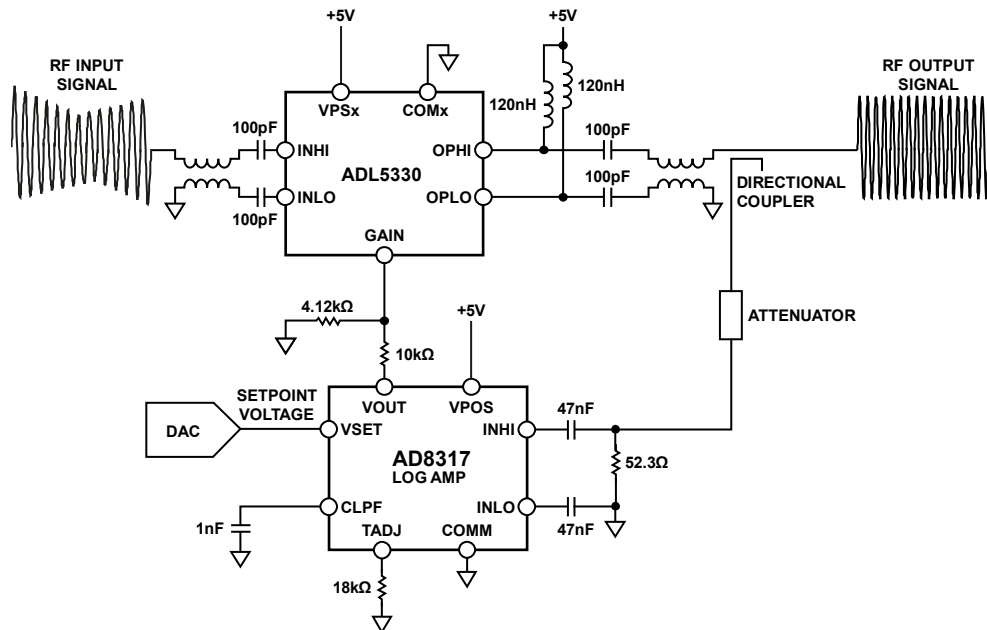 +5V
+5V
RF INPUT
SIGNAL
RF OUTPUT
SIGNAL
VPSx
COMx
120nH
120nH
100pF
100pF
INHI
OPHI
ADL5330
INLO
OPLO
100pF
100pF
DIRECTIONAL
COUPLER
GAIN
4.12kΩ
+5V
ATTENUATOR
10kΩ
SETPOINT
VOLTAGE
VOUT
VPOS
47nF
DAC
VSET
INHI
AD8317
LOG AMP
52.3Ω
CLPF
INLO
1nF
TADJ
COMM
47nF
18kΩ